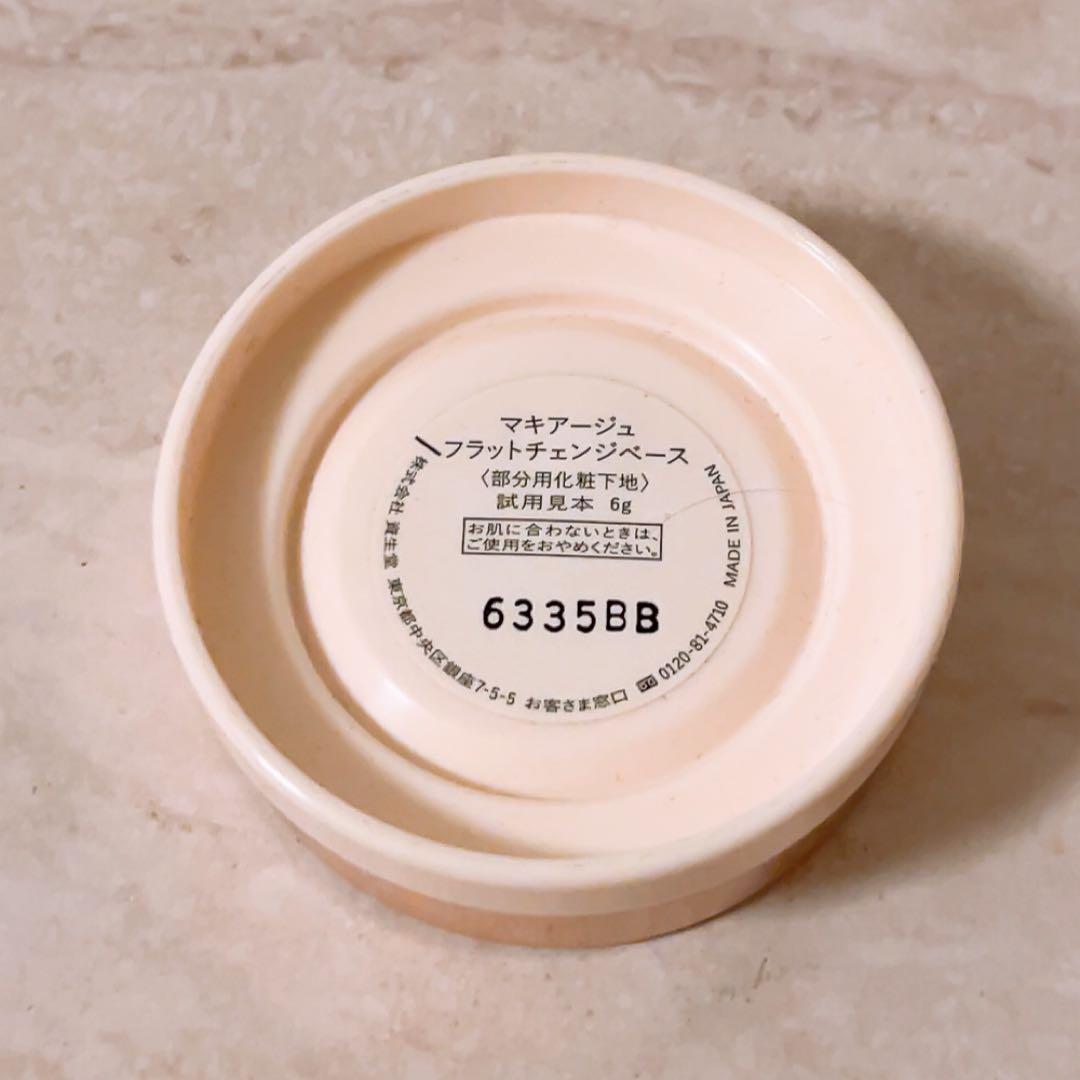 マキアージュ
フラットチェンジベース
〈部分用化粧下地〉
試用見本 6g
お肌に合わないときは、
ご使用をおやめください。
6335BB
株式会社 資生堂 東京都中央区銀座7-5-5 お客さま窓口 0120-81-4710 MADE IN JAPAN